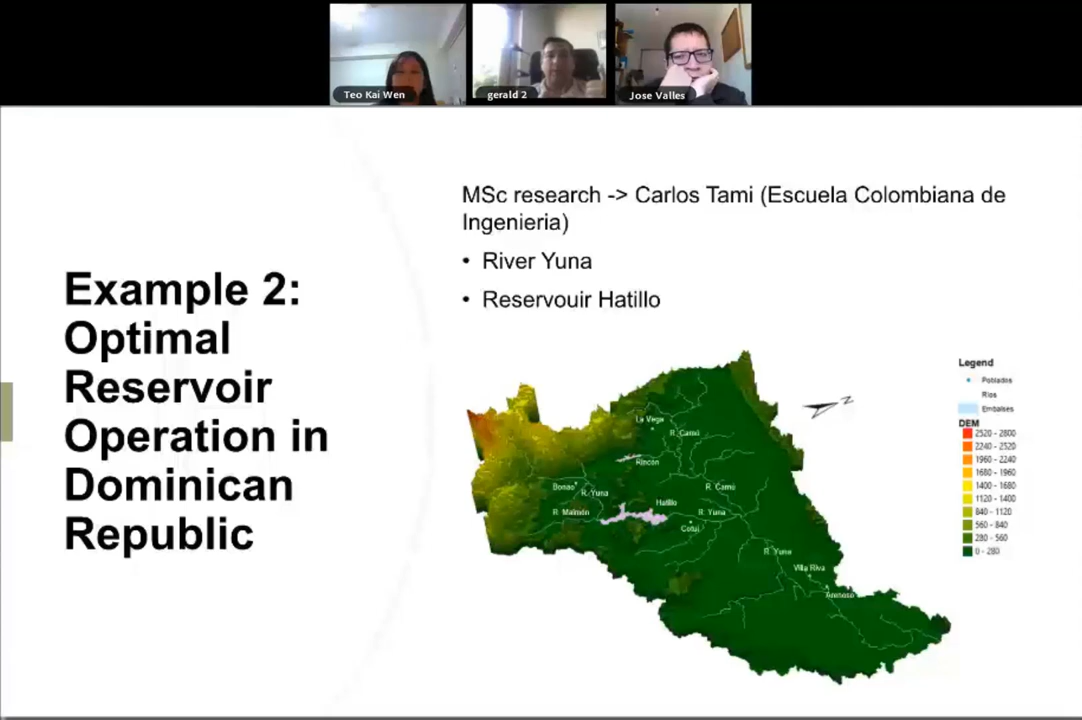 Teo Kai Wen
gerald 2
Jose Valles
MSc research -> Carlos Tami (Escuela Colombiana de
Ingenieria)
• River Yuna
• Reservouir Hatillo
Example 2:
Optimal
Reservoir
Operation in
Dominican
Republic
La Vega
R. Camú
Rincón
Bonao
R. Yuna
R. Camú
Hatillo
R. Maimón
R. Yuna
Cotuí
R. Yuna
Villa Riva
Arenoso
Z
Legend
Poblados
Rios
Embalses
DEM
2520 - 2800
2240 - 2520
1960 - 2240
1680 - 1960
1400 - 1680
1120 - 1400
840 - 1120
560 - 840
280 - 560
0 - 280